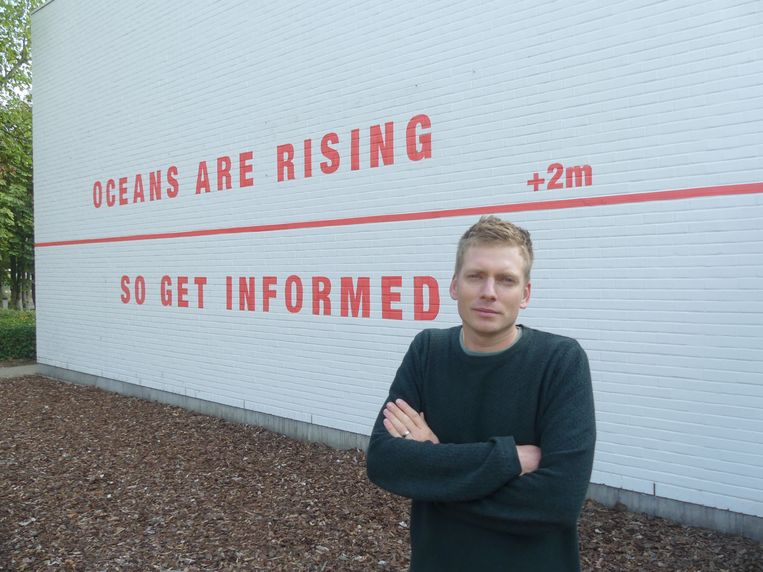 OCEANS ARE RISING
+2m
SO GET INFORMED